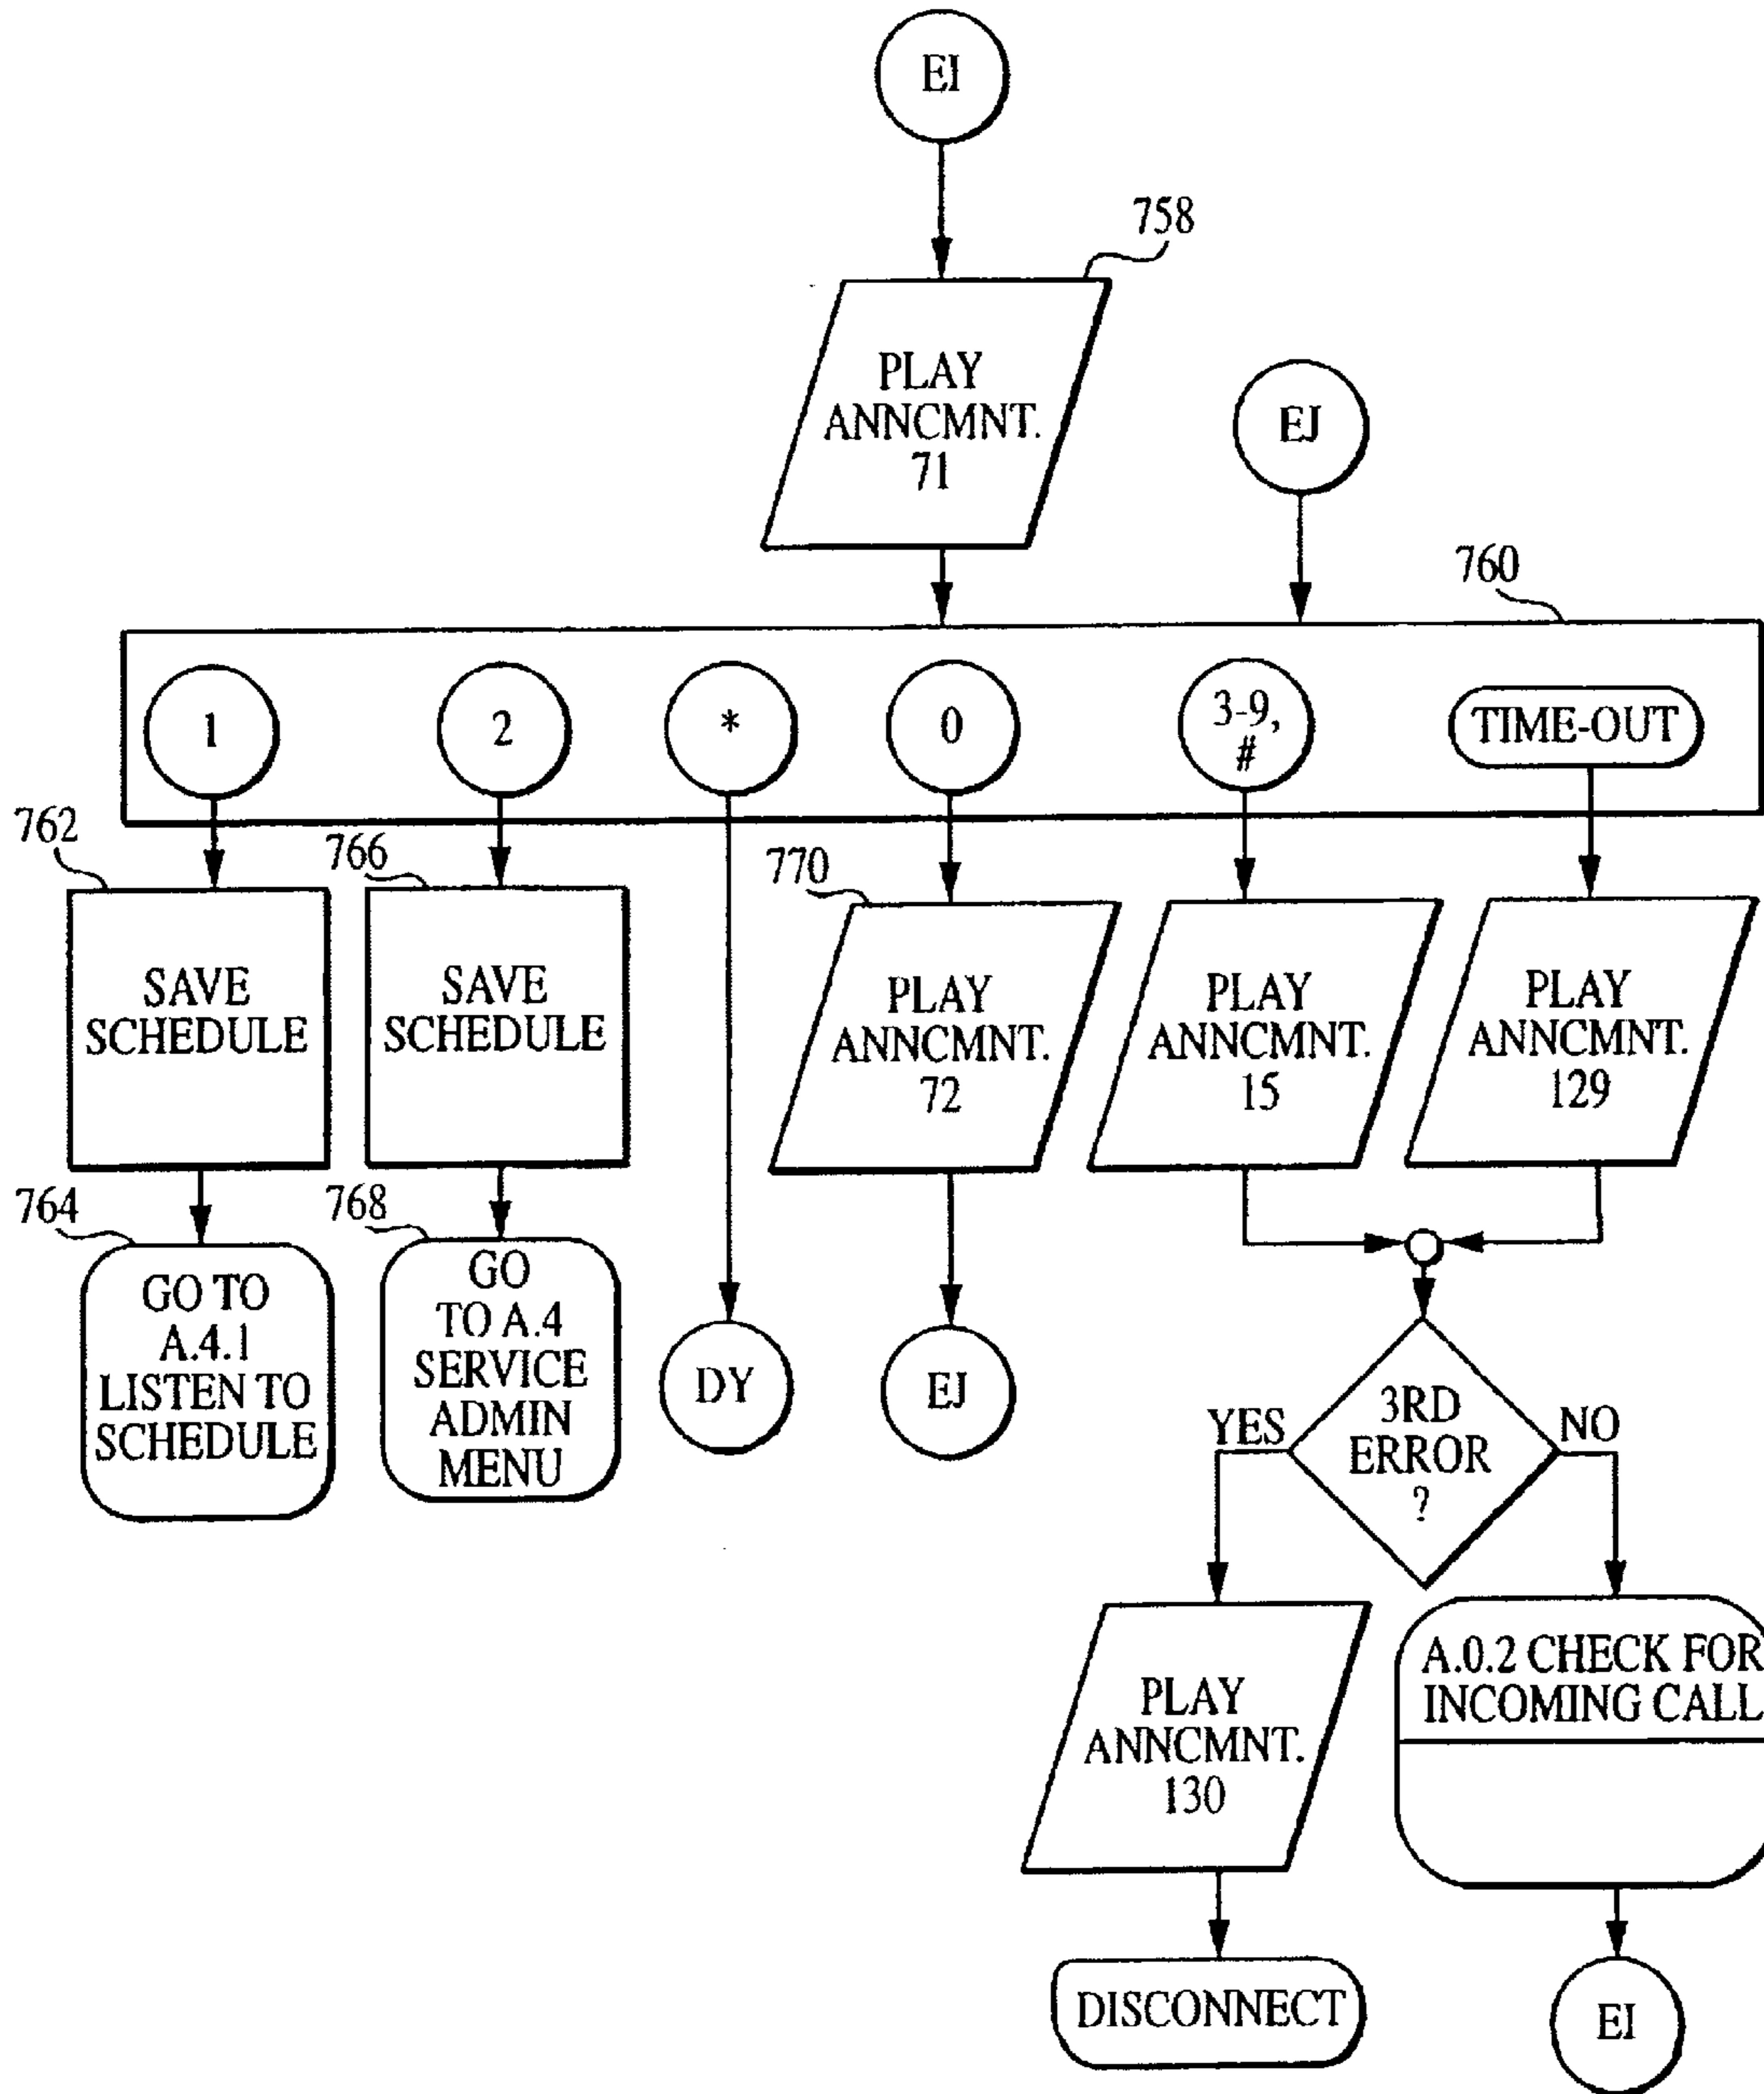 EI
758
PLAY
ANNCMNT.
71
EJ
760
1
2
*
0
3-9,
#
TIME-OUT
762
SAVE
SCHEDULE
766
SAVE
SCHEDULE
770
PLAY
ANNCMNT.
72
PLAY
ANNCMNT.
15
PLAY
ANNCMNT.
129
764
GO TO
A.4.1
LISTEN TO
SCHEDULE
768
GO
TO A.4
SERVICE
ADMIN
MENU
DY
EJ
YES
3RD
ERROR
?
NO
PLAY
ANNCMNT.
130
A.0.2 CHECK FOR
INCOMING CALL
DISCONNECT
EI